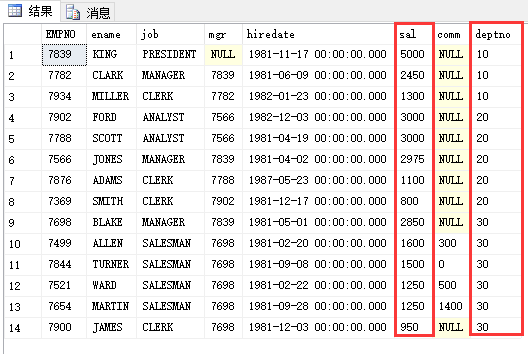 结果 消息
EMPNO ename job mgr hiredate sal comm deptno
1 7839 KING PRESIDENT NULL 1981-11-17 00:00:00.000 5000 NULL 10
2 7782 CLARK MANAGER 7839 1981-06-09 00:00:00.000 2450 NULL 10
3 7934 MILLER CLERK 7782 1982-01-23 00:00:00.000 1300 NULL 10
4 7902 FORD ANALYST 7566 1982-12-03 00:00:00.000 3000 NULL 20
5 7788 SCOTT ANALYST 7566 1981-04-19 00:00:00.000 3000 NULL 20
6 7566 JONES MANAGER 7839 1981-04-02 00:00:00.000 2975 NULL 20
7 7876 ADAMS CLERK 7788 1987-05-23 00:00:00.000 1100 NULL 20
8 7369 SMITH CLERK 7902 1981-12-17 00:00:00.000 800 NULL 20
9 7698 BLAKE MANAGER 7839 1981-05-01 00:00:00.000 2850 NULL 30
10 7499 ALLEN SALESMAN 7698 1981-02-20 00:00:00.000 1600 300 30
11 7844 TURNER SALESMAN 7698 1981-09-08 00:00:00.000 1500 0 30
12 7521 WARD SALESMAN 7698 1981-02-22 00:00:00.000 1250 500 30
13 7654 MARTIN SALESMAN 7698 1981-09-28 00:00:00.000 1250 1400 30
14 7900 JAMES CLERK 7698 1981-12-03 00:00:00.000 950 NULL 30